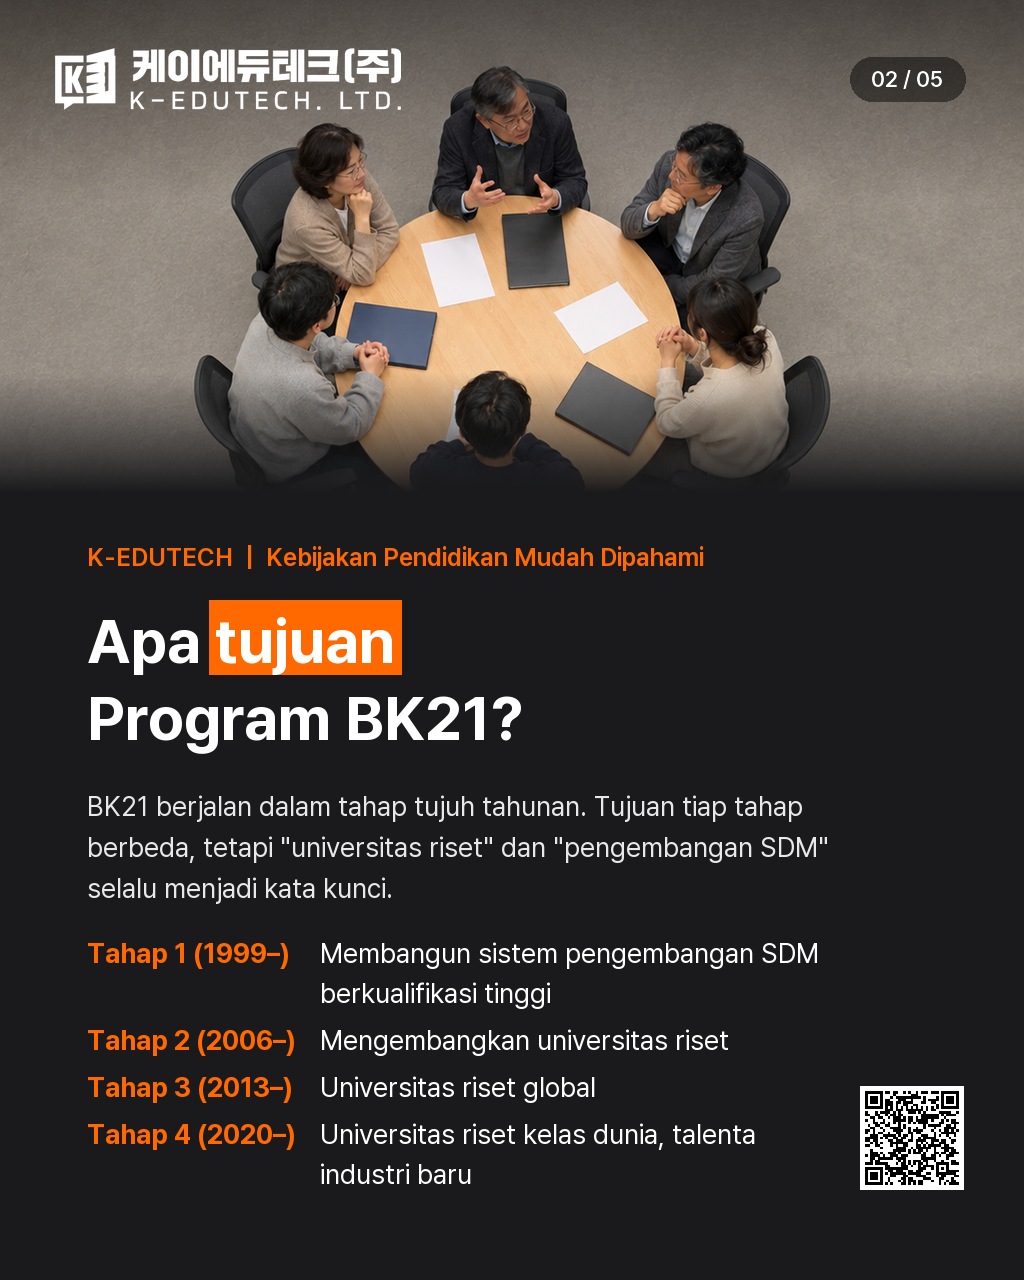 케이에듀테크(주)
K-EDUTECH. LTD.
02 / 05
K-EDUTECH | Kebijakan Pendidikan Mudah Dipahami
Apa tujuan
Program BK21?
BK21 berjalan dalam tahap tujuh tahunan. Tujuan tiap tahap
berbeda, tetapi "universitas riset" dan "pengembangan SDM"
selalu menjadi kata kunci.
Tahap 1 (1999–) Membangun sistem pengembangan SDM
berkualifikasi tinggi
Tahap 2 (2006–) Mengembangkan universitas riset
Tahap 3 (2013–) Universitas riset global
Tahap 4 (2020–) Universitas riset kelas dunia, talenta
industri baru